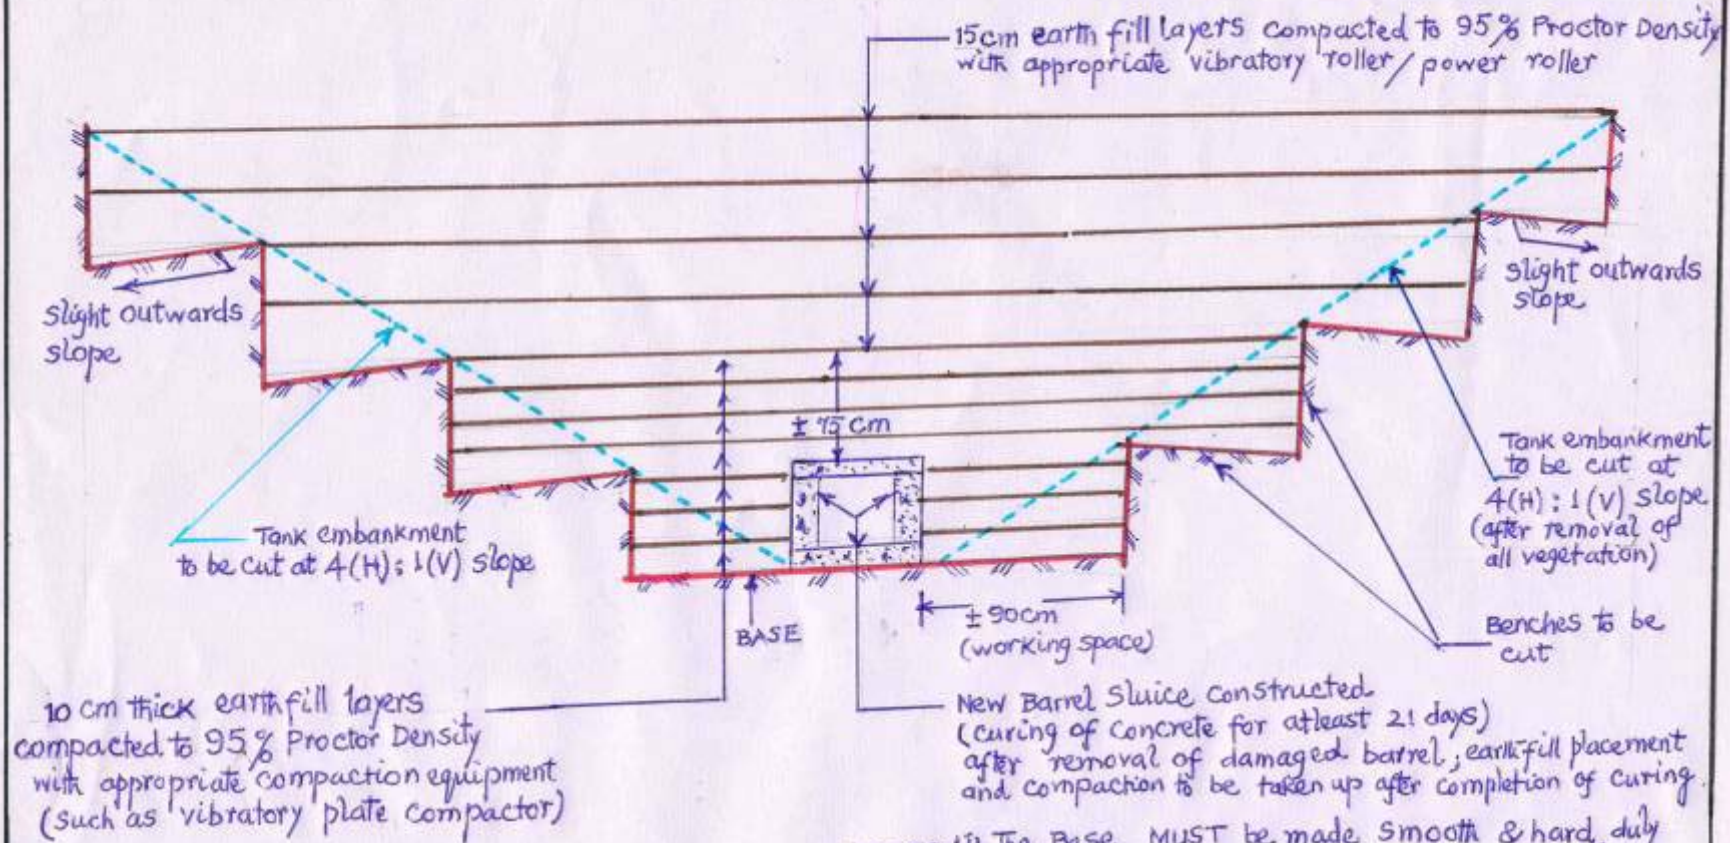 15cm earth fill layers compacted to 95% Proctor Density
with appropriate vibratory roller/power roller
slight outwards
slope
slight outwards
slope
± 75 cm
Tank embankment
to be cut at 4(H):1(V) slope
Tank embankment
to be cut at
4(H):1(V) slope
(after removal of
all vegetation)
BASE
± 90cm
(working space)
Benches to be
cut
10 cm thick earthfill layers
compacted to 95% Proctor Density
with appropriate compaction equipment
(such as vibratory plate compactor)
New Barrel Sluice constructed
(curing of concrete for atleast 21 days)
after removal of damaged barrel; earthfill placement
and compaction to be taken up after completion of curing.
The Base MUST be made smooth & hard duly